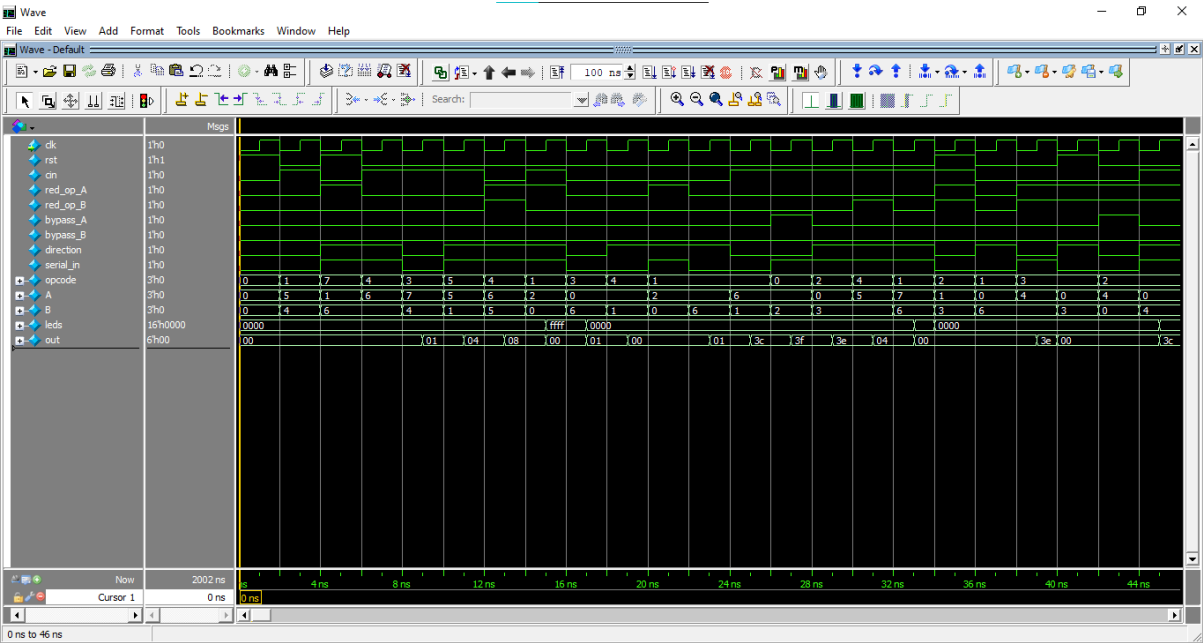 Wave
File Edit View Add Format Tools Bookmarks Window Help
Wave - Default
100 ns
Search:
Msgs
clk 1'h0
rst 1'h1
cin 1'h0
red_op_A 1'h0
red_op_B 1'h0
bypass_A 1'h0
bypass_B 1'h0
direction 1'h0
serial_in 1'h0
opcode 3'h0 0 1 7 4 3 5 4 1 3 4 1 0 2 4 1 2 1 3 2
A 3'h0 0 5 1 6 7 5 6 2 0 2 6 0 5 7 1 0 4 0 4 0
B 3'h0 0 4 6 4 1 5 0 6 1 0 6 1 2 3 6 3 6 3 0 4
leds 16'h0000 0000 ffff 0000 0000
out 6'h00 00 01 04 08 00 01 00 01 3c 3f 3e 04 00 3e 00 3c
Now 2002 ns ns 4 ns 8 ns 12 ns 16 ns 20 ns 24 ns 28 ns 32 ns 36 ns 40 ns 44 ns
Cursor 1 0 ns 0 ns
0 ns to 46 ns